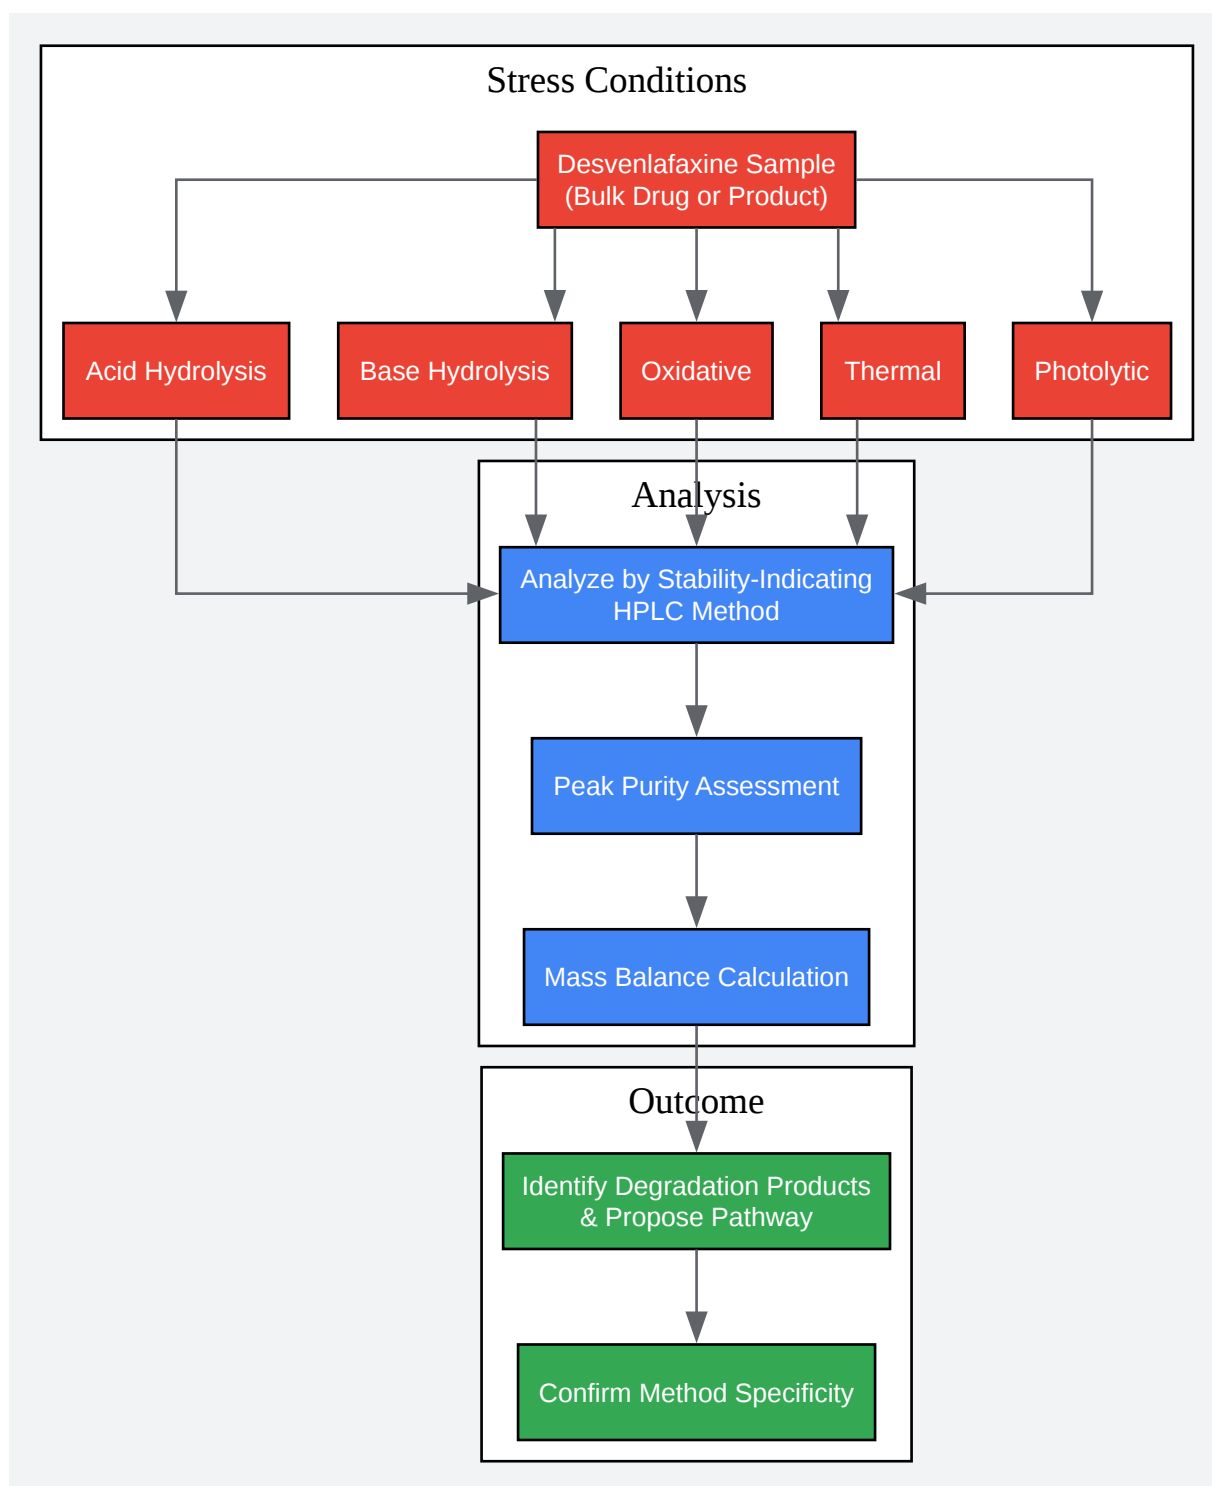 Stress Conditions
Desvenlafaxine Sample
(Bulk Drug or Product)
Acid Hydrolysis
Base Hydrolysis
Oxidative
Thermal
Photolytic
Analysis
Analyze by Stability-Indicating
HPLC Method
Peak Purity Assessment
Mass Balance Calculation
Outcome
Identify Degradation Products
& Propose Pathway
Confirm Method Specificity